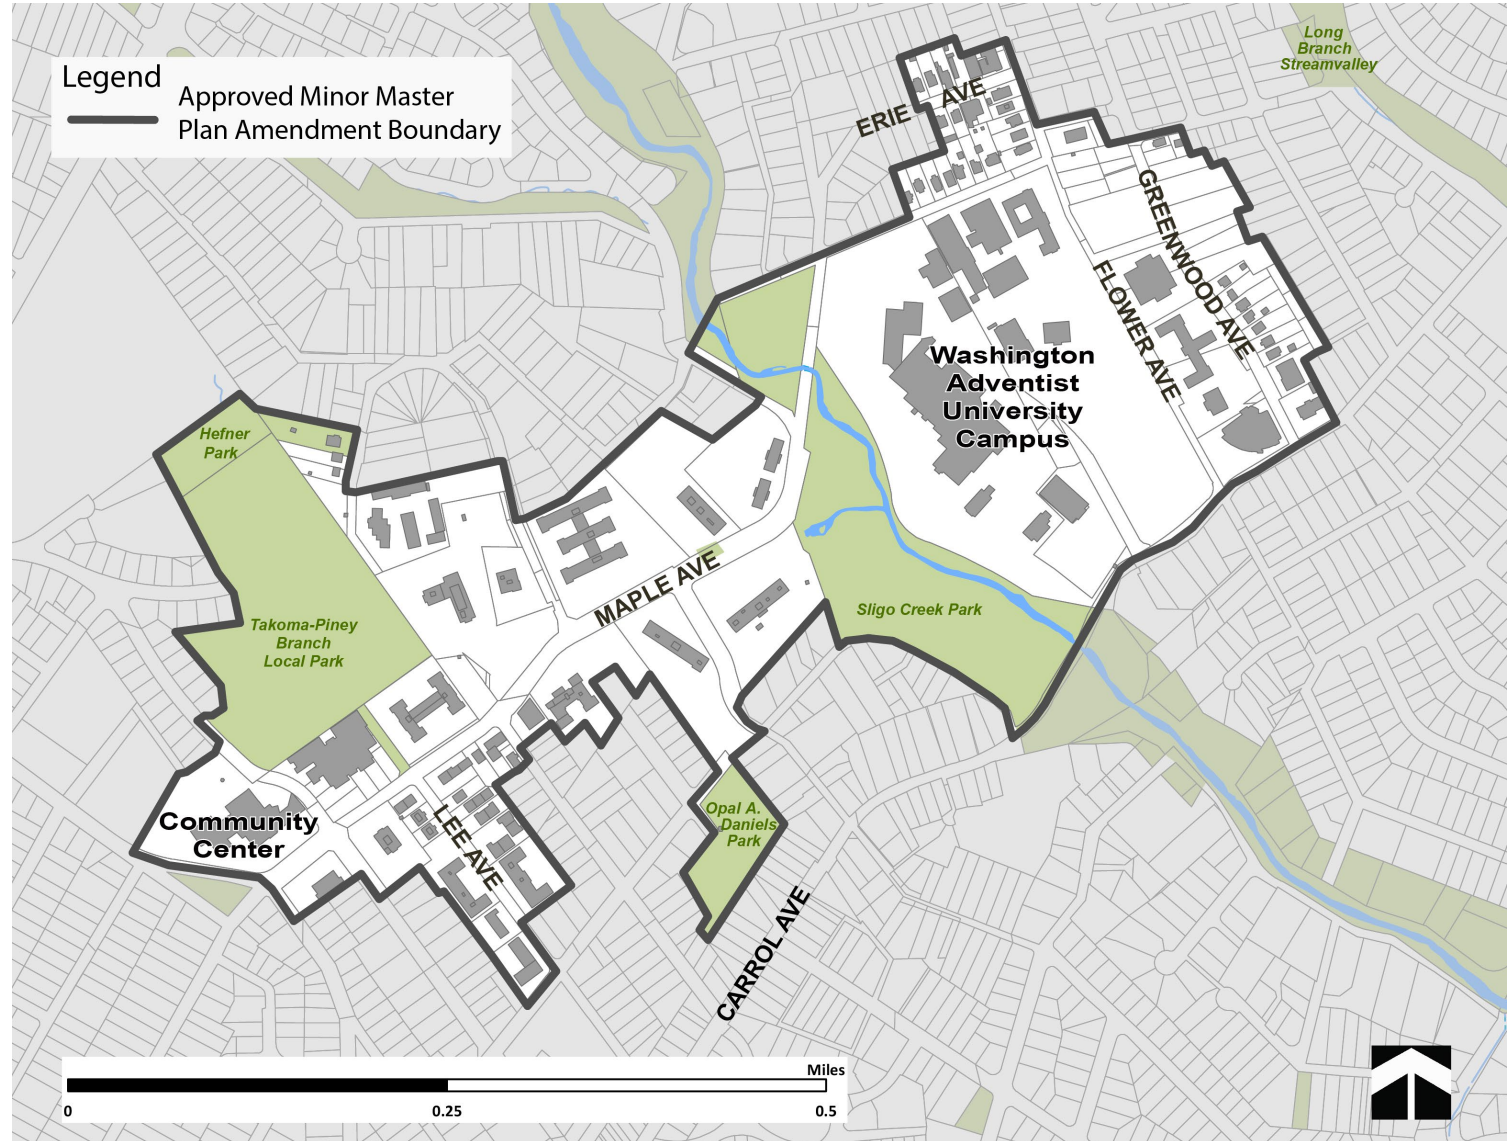 Legend
Approved Minor Master
Plan Amendment Boundary
Long
Branch
Streamvalley
ERIE AVE
GREENWOOD AVE
FLOWER AVE
Washington
Adventist
University
Campus
Hefner
Park
MAPLE AVE
Sligo Creek Park
Takoma-Piney
Branch
Local Park
Opal A.
Daniels
Park
Community
Center
LEE AVE
CARROL AVE
Miles
0 0.25 0.5